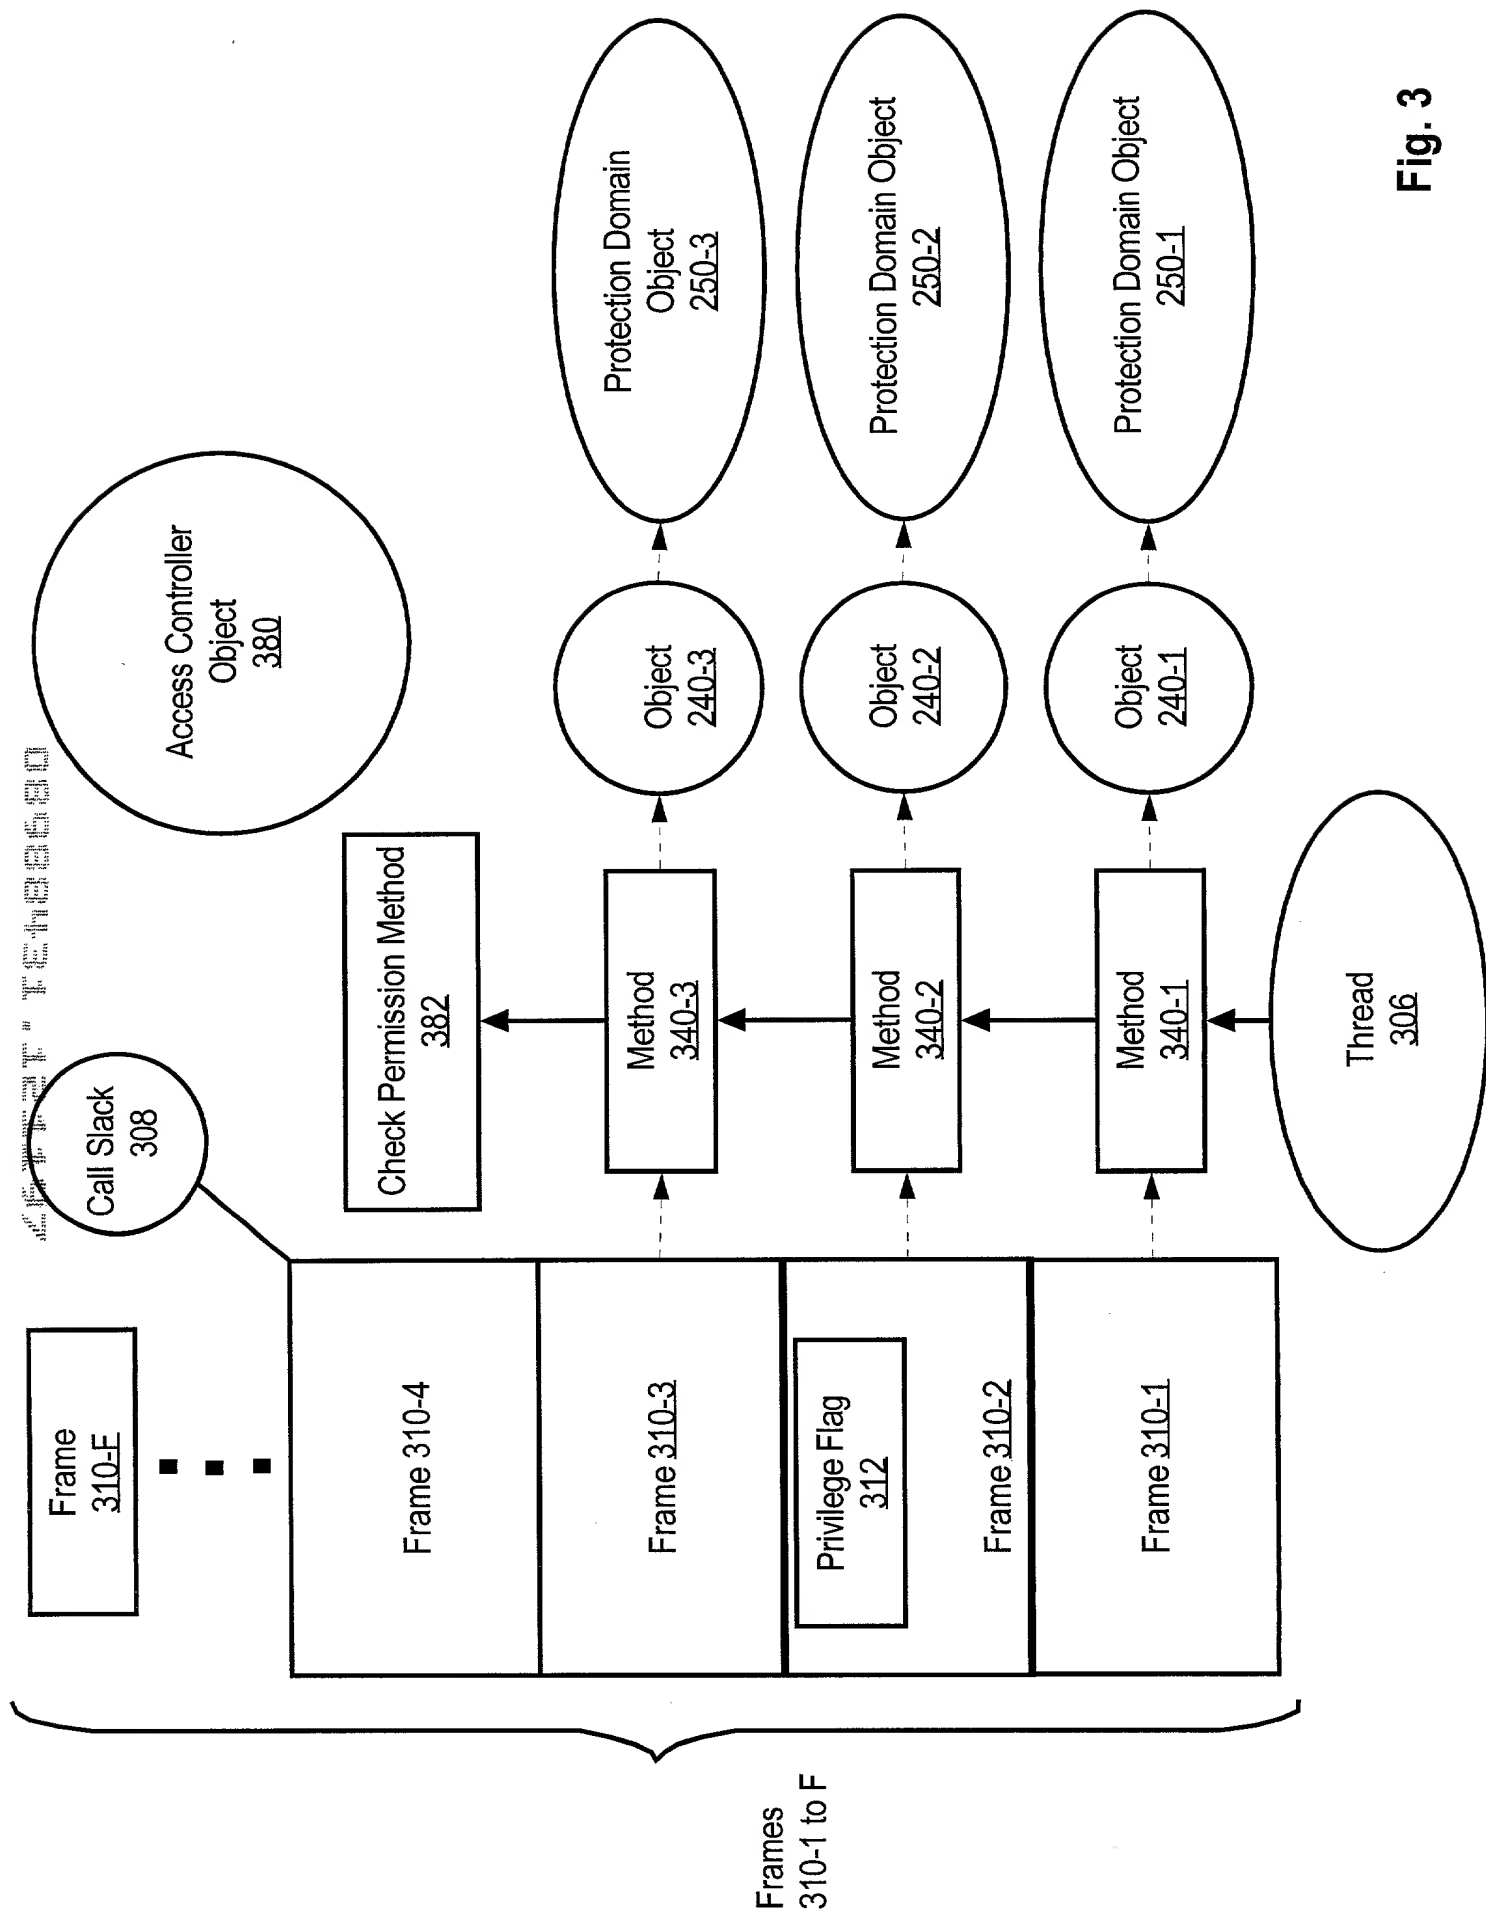 Frame
310-F
Call Slack
308
Access Controller
Object
380
Frame 310-4
Check Permission Method
382
Frame 310-3
Method
340-3
Object
240-3
Protection Domain
Object
250-3
Frames
310-1 to F
Privilege Flag
312
Frame 310-2
Method
340-2
Object
240-2
Protection Domain Object
250-2
Frame 310-1
Method
340-1
Object
240-1
Protection Domain Object
250-1
Thread
306
Fig. 3